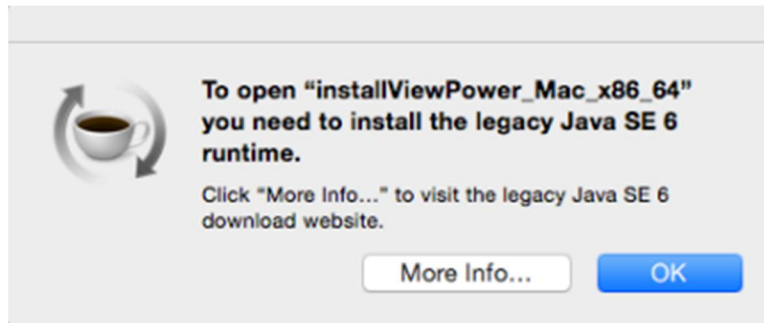 To open “installViewPower_Mac_x86_64”
you need to install the legacy Java SE 6
runtime.
Click "More Info..." to visit the legacy Java SE 6
download website.
More Info...
OK